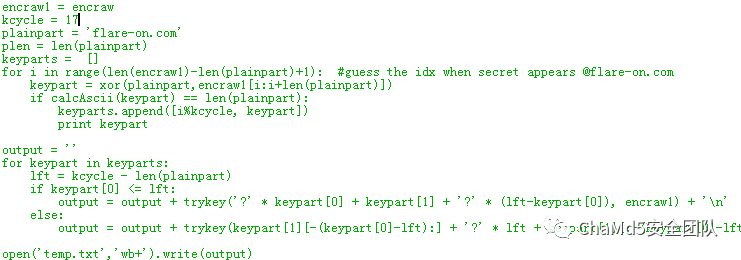 encraw1 = encraw
kcycle = 17
plainpart = 'flare-on.com'
plen = len(plainpart)
keyparts =  []
for i in range(len(encraw1)-len(plainpart)+1):  #guess the idx when secret appears @flare-on.com
    keypart = xor(plainpart,encraw1[i:i+len(plainpart)])
    if calcAscii(keypart) == len(plainpart):
        keyparts.append([i%kcycle, keypart])
        print keypart
output = ''
for keypart in keyparts:
    lft = kcycle - len(plainpart)
    if keypart[0] <= lft:
        output = output + trykey('?' * keypart[0] + keypart[1] + '?' * (lft-keypart[0]), encraw1) + '\n'
    else:
        output = output + trykey(keypart[1][-(keypart[0]-lft):] + '?' * lft +
ChaMd5安全团队
open('temp.txt','wb+').write(output)